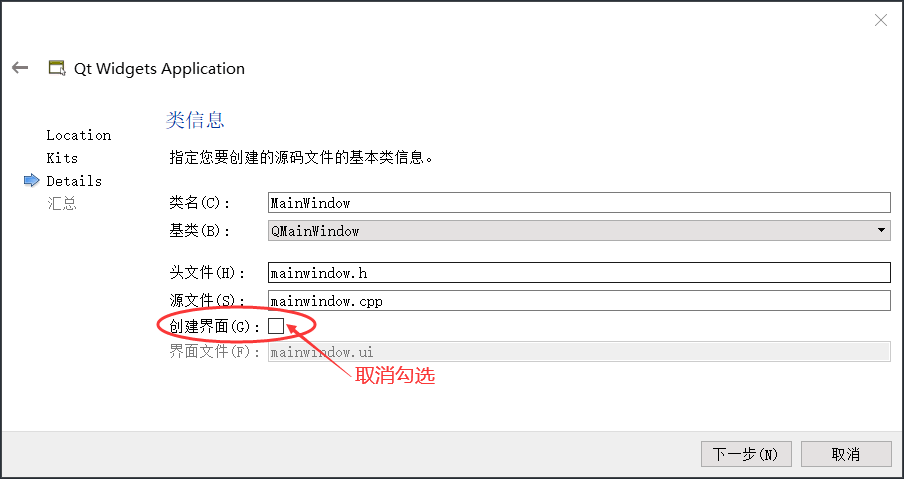 Qt Widgets Application
类信息
Location
Kits
指定您要创建的源码文件的基本类信息。
Details
汇总
类名(C): MainWindow
基类(B): QMainWindow
头文件(H): mainwindow.h
源文件(S): mainwindow.cpp
创建界面(G):
界面文件(F): mainwindow.ui
取消勾选
下一步(N) 取消